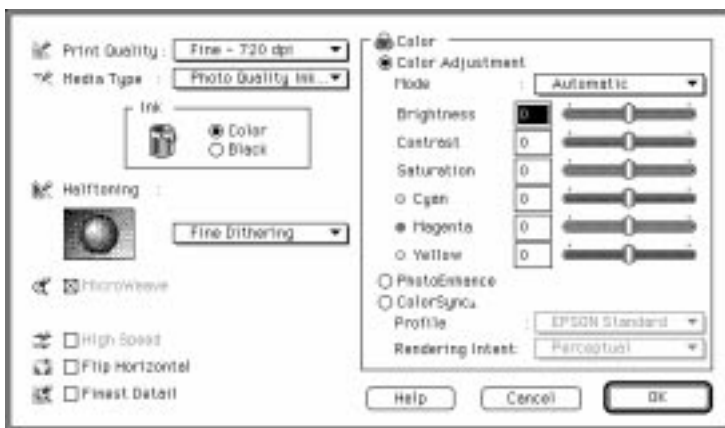 Print Quality : Fine - 720 dpi
Media Type : Photo Quality Ink...
Ink
Color
Black
Halftoning :
Fine Dithering
MicroWeave
High Speed
Flip Horizontal
Finest Detail
Color
Color Adjustment
Mode : Automatic
Brightness 0
Contrast 0
Saturation 0
Cyan 0
Magenta 0
Yellow 0
PhotoEnhance
ColorSync
Profile : EPSON Standard
Rendering Intent: Perceptual
Help
Cancel
OK